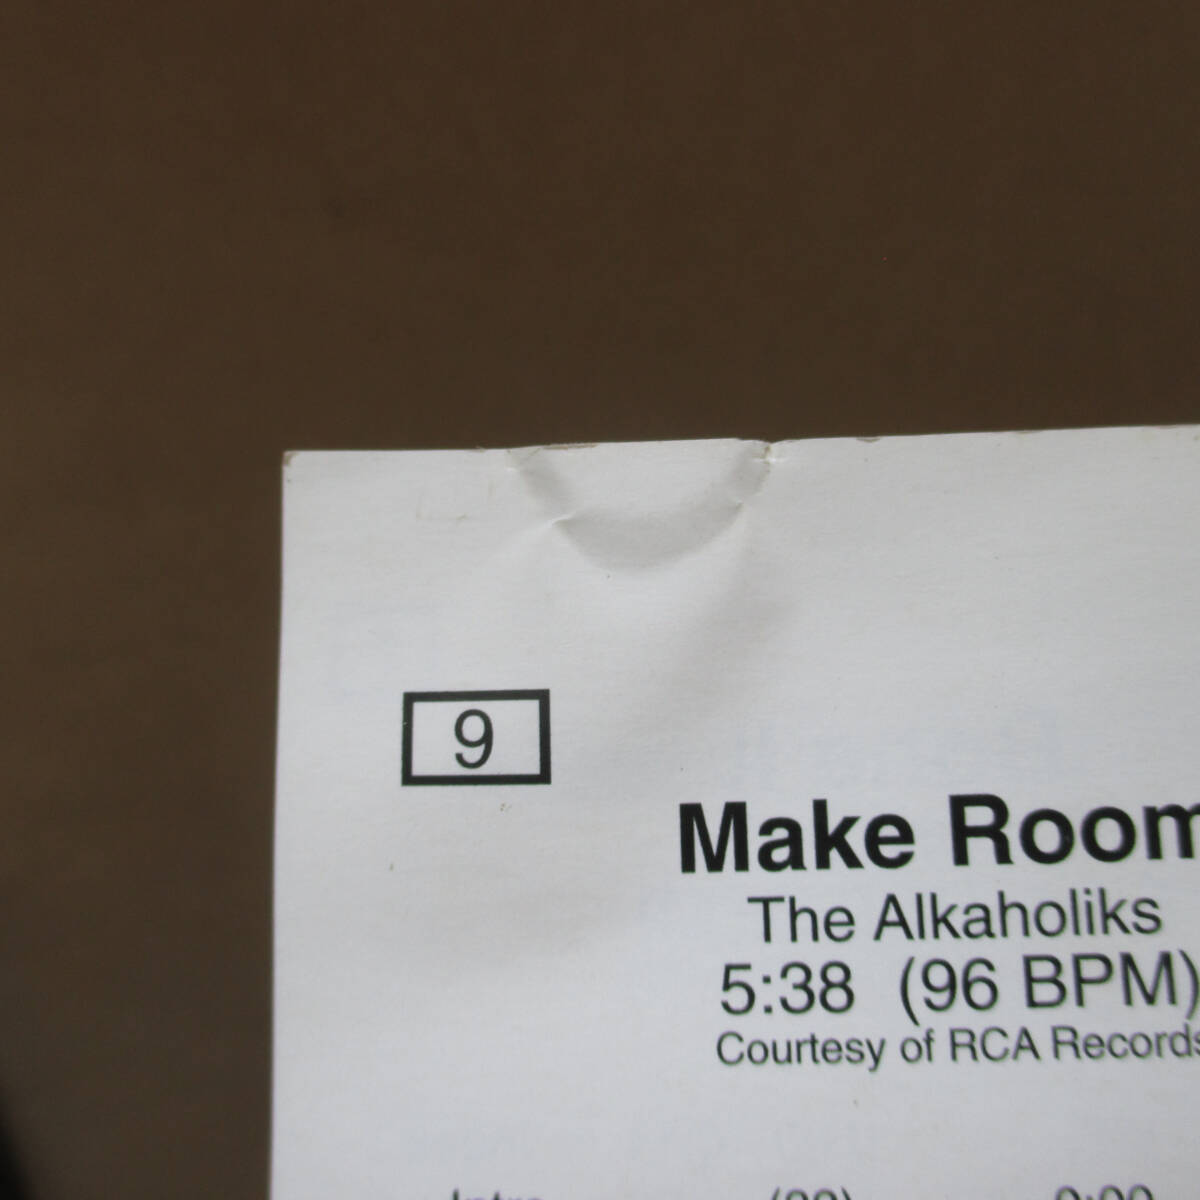 9
Make Room
The Alkaholiks
5:38 (96 BPM)
Courtesy of RCA Records